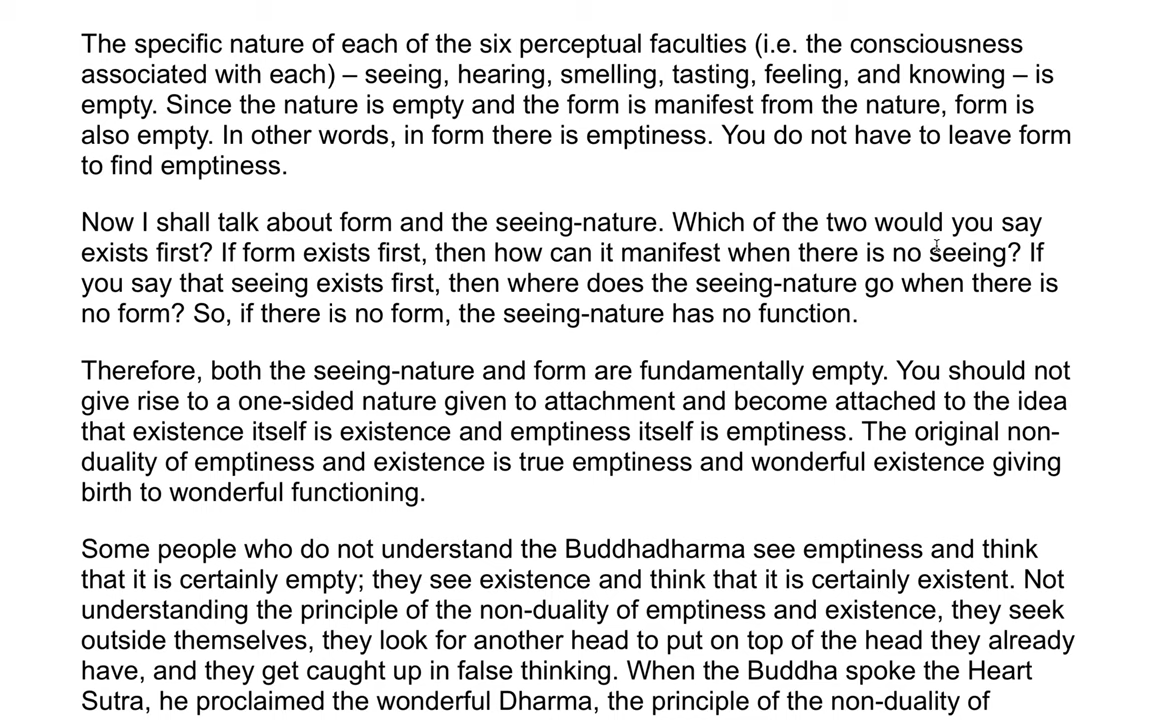 The specific nature of each of the six perceptual faculties (i.e. the consciousness
associated with each) – seeing, hearing, smelling, tasting, feeling, and knowing – is
empty. Since the nature is empty and the form is manifest from the nature, form is
also empty. In other words, in form there is emptiness. You do not have to leave form
to find emptiness.
Now I shall talk about form and the seeing-nature. Which of the two would you say
exists first? If form exists first, then how can it manifest when there is no seeing? If
you say that seeing exists first, then where does the seeing-nature go when there is
no form? So, if there is no form, the seeing-nature has no function.
Therefore, both the seeing-nature and form are fundamentally empty. You should not
give rise to a one-sided nature given to attachment and become attached to the idea
that existence itself is existence and emptiness itself is emptiness. The original non-
duality of emptiness and existence is true emptiness and wonderful existence giving
birth to wonderful functioning.
Some people who do not understand the Buddhadharma see emptiness and think
that it is certainly empty; they see existence and think that it is certainly existent. Not
understanding the principle of the non-duality of emptiness and existence, they seek
outside themselves, they look for another head to put on top of the head they already
have, and they get caught up in false thinking. When the Buddha spoke the Heart
Sutra, he proclaimed the wonderful Dharma, the principle of the non-duality of